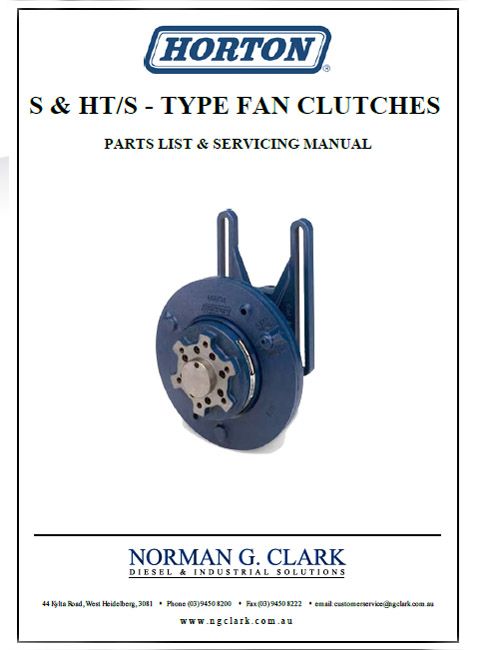 HORTON®
S & HT/S - TYPE FAN CLUTCHES
PARTS LIST & SERVICING MANUAL
NORMAN G. CLARK
DIESEL & INDUSTRIAL SOLUTIONS
44 Kylta Road, West Heidelberg, 3081 • Phone (03) 9450 8200 • Fax (03) 9450 8222 • email: customerservice@ngclark.com.au
www.ngclark.com.au